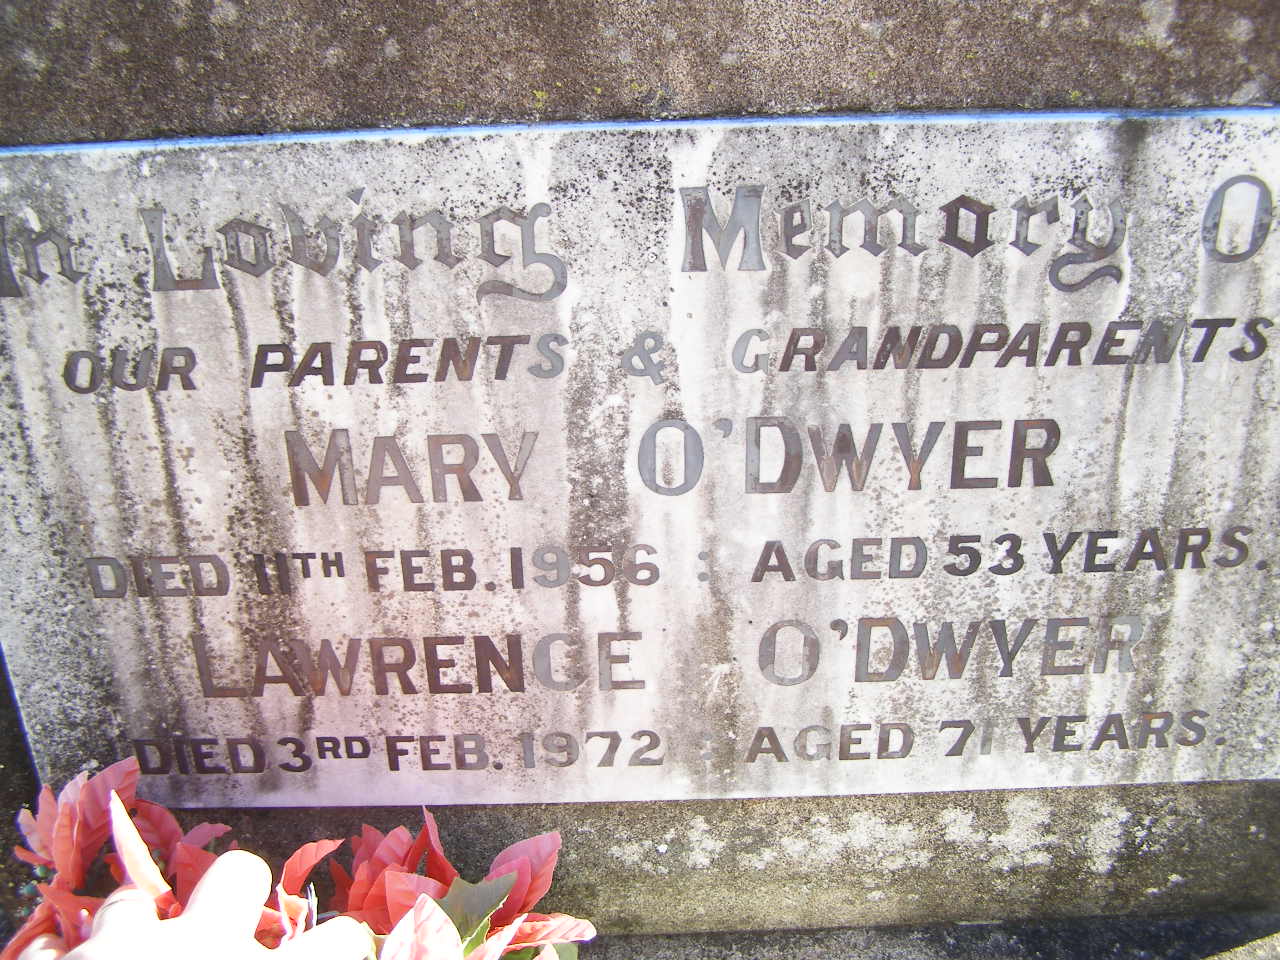 In Loving Memory O
OUR PARENTS & GRANDPARENTS
MARY O'DWYER
DIED 11TH FEB. 1956 : AGED 53 YEARS.
LAWRENCE O'DWYER
DIED 3RD FEB. 1972 : AGED 71 YEARS.